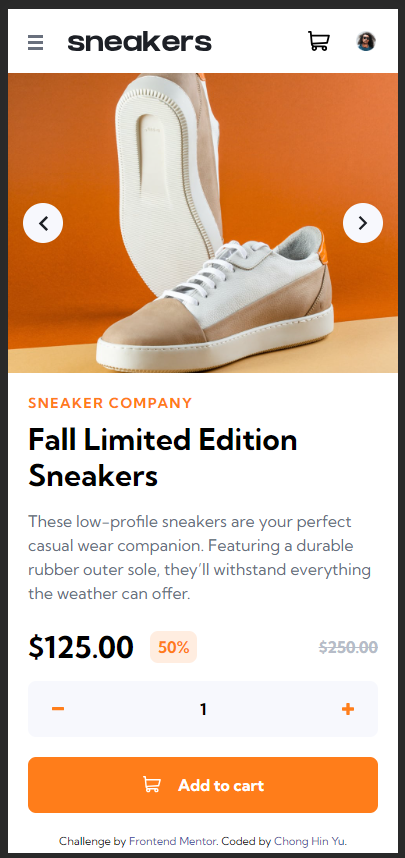 sneakers
SNEAKER COMPANY
Fall Limited Edition
Sneakers
These low-profile sneakers are your perfect
casual wear companion. Featuring a durable
rubber outer sole, they’ll withstand everything
the weather can offer.
$125.00 50% $250.00
1
Add to cart
Challenge by Frontend Mentor. Coded by Chong Hin Yu.